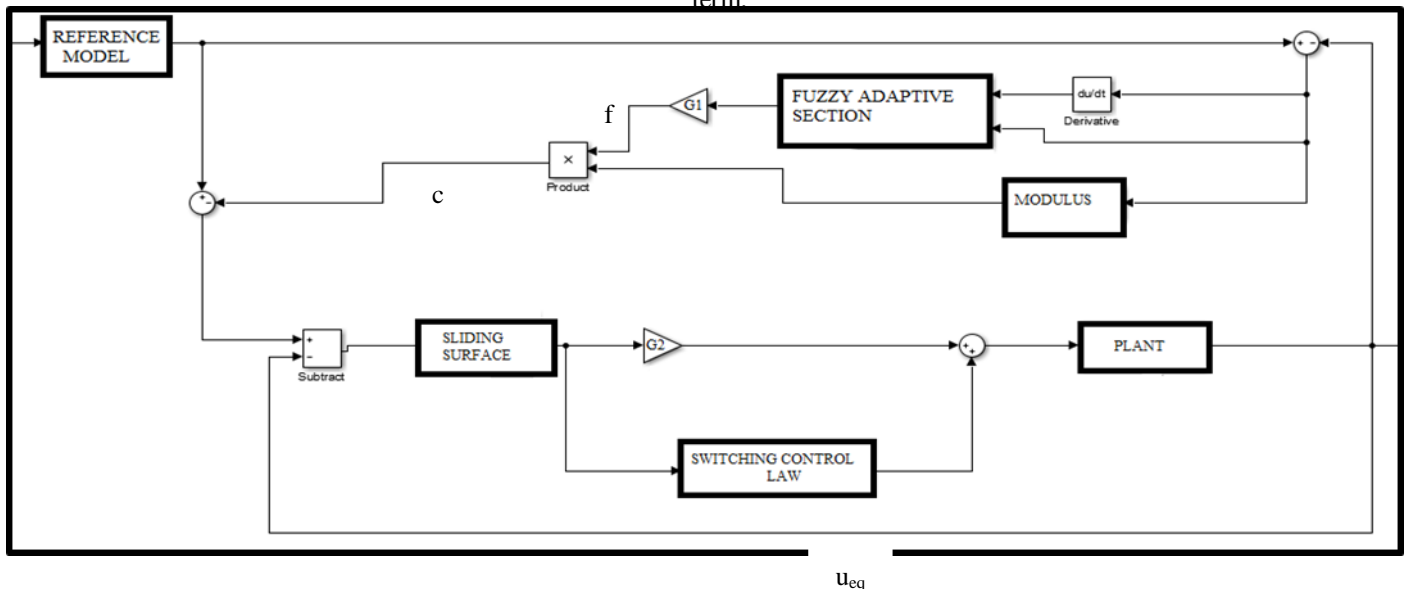 term.
REFERENCE
MODEL
+ -
FUZZY ADAPTIVE
SECTION
du/dt
Derivative
G1
f
×
Product
MODULUS
c
+
-
SLIDING
SURFACE
G2
+
-
Subtract
+
+
PLANT
SWITCHING CONTROL
LAW
ueq